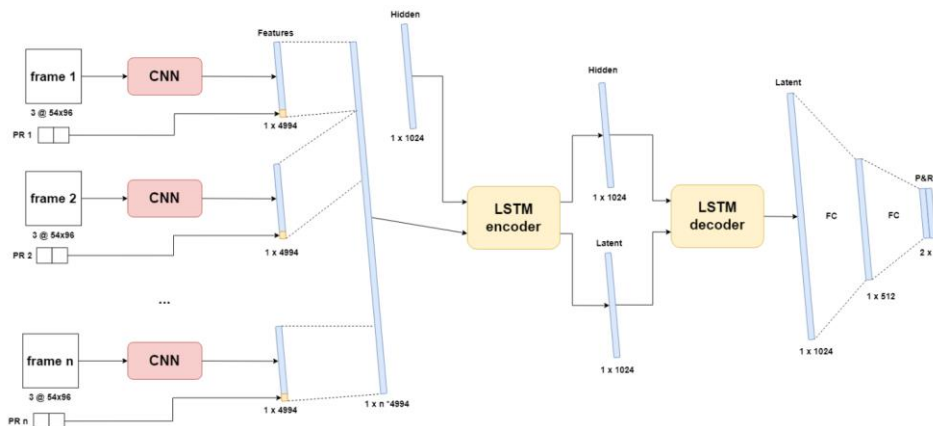 Hidden
Features
frame 1
CNN
3 @ 54x96
PR 1
1 x 4994
1 x 1024
frame 2
CNN
3 @ 54x96
PR 2
1 x 4994
...
frame n
CNN
3 @ 54x96
PR n
1 x 4994
1 x n *4994
LSTM
encoder
Hidden
1 x 1024
Latent
1 x 1024
LSTM
decoder
Latent
FC
1 x 1024
FC
1 x 512
P&R
2 x